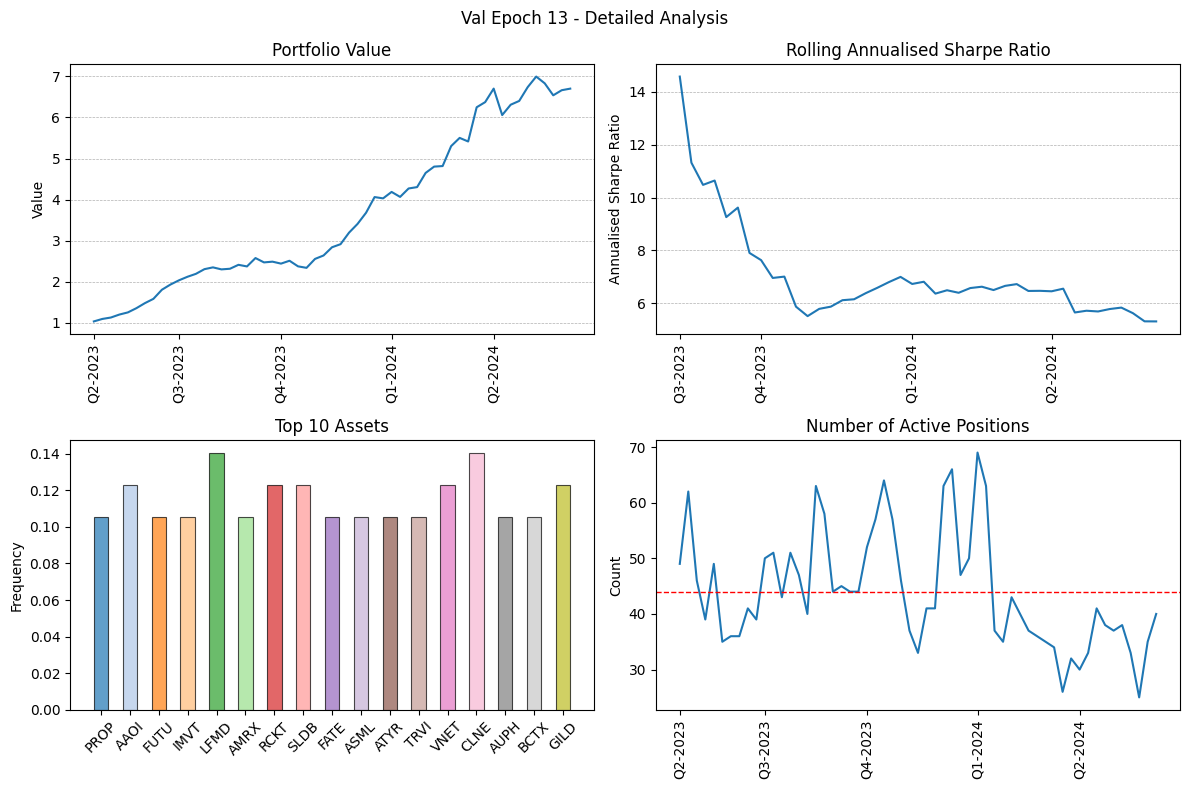 Val Epoch 13 - Detailed Analysis
Portfolio Value
Value
7
6
5
4
3
2
1
Q2-2023
Q3-2023
Q4-2023
Q1-2024
Q2-2024
Rolling Annualised Sharpe Ratio
Annualised Sharpe Ratio
14
12
10
8
6
Q3-2023
Q4-2023
Q1-2024
Q2-2024
Top 10 Assets
Frequency
0.14
0.12
0.10
0.08
0.06
0.04
0.02
0.00
PROP
AAOI
FUTU
IMVT
LFMD
AMRX
RCKT
SLDB
FATE
ASML
ATYR
TRVI
VNET
CLNE
AUPH
BCTX
GILD
Number of Active Positions
Count
70
60
50
40
30
Q2-2023
Q3-2023
Q4-2023
Q1-2024
Q2-2024